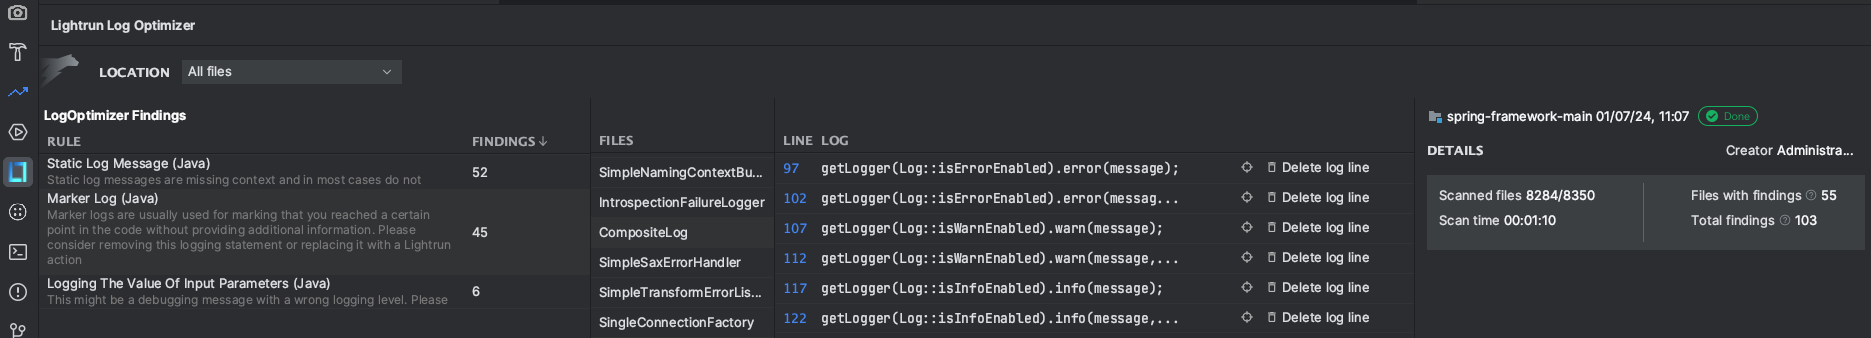 Lightrun Log Optimizer
LOCATION All files
LogOptimizer Findings
RULE FINDINGS
Static Log Message (Java)
Static log messages are missing context and in most cases do not
52
Marker Log (Java)
Marker logs are usually used for marking that you reached a certain
point in the code without providing additional information. Please
consider removing this logging statement or replacing it with a Lightrun
action
45
Logging The Value Of Input Parameters (Java)
This might be a debugging message with a wrong logging level. Please
6
FILES
SimpleNamingContextBu...
IntrospectionFailureLogger
CompositeLog
SimpleSaxErrorHandler
SimpleTransformErrorLis...
SingleConnectionFactory
LINE LOG
97 getLogger(Log::isErrorEnabled).error(message); Delete log line
102 getLogger(Log::isErrorEnabled).error(messag... Delete log line
107 getLogger(Log::isWarnEnabled).warn(message); Delete log line
112 getLogger(Log::isWarnEnabled).warn(message,... Delete log line
117 getLogger(Log::isInfoEnabled).info(message); Delete log line
122 getLogger(Log::isInfoEnabled).info(message,... Delete log line
spring-framework-main 01/07/24, 11:07 Done
DETAILS Creator Administra...
Scanned files 8284/8350 Files with findings 55
Scan time 00:01:10 Total findings 103